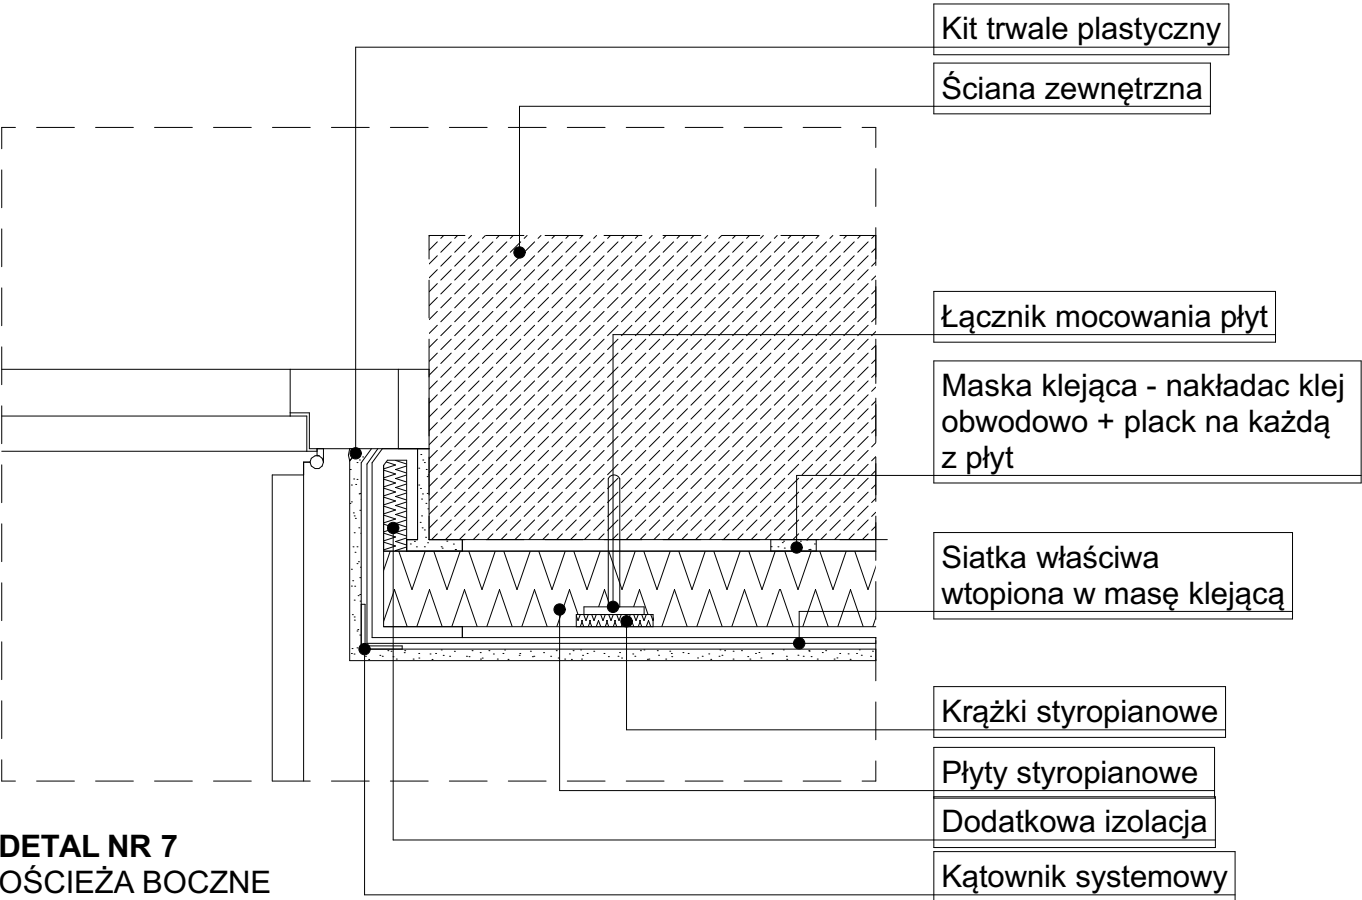 Kit trwale plastyczny
Ściana zewnętrzna
Łącznik mocowania płyt
Maska klejąca - nakładac klej
obwodowo + plack na każdą
z płyt
Siatka właściwa
wtopiona w masę klejącą
Krążki styropianowe
Płyty styropianowe
Dodatkowa izolacja
Kątownik systemowy
DETAL NR 7
OŚCIEŻA BOCZNE